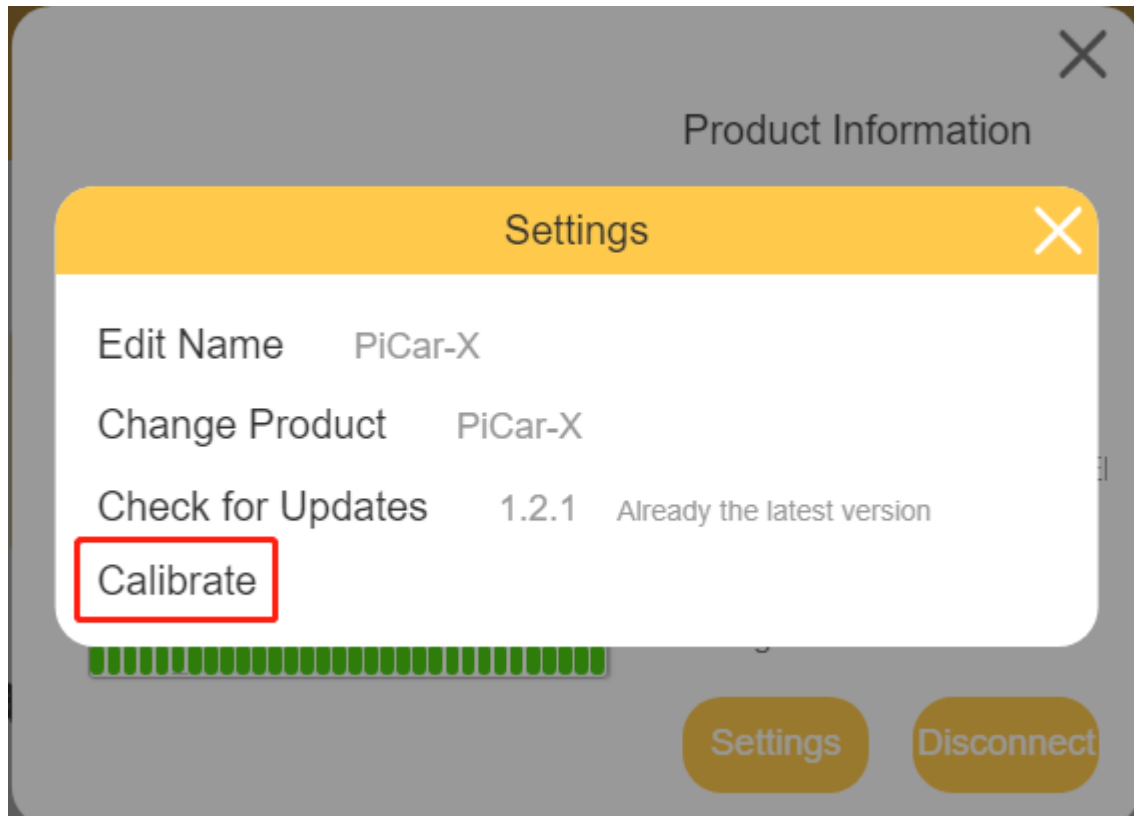 Product Information
Settings
Edit Name PiCar-X
Change Product PiCar-X
Check for Updates 1.2.1 Already the latest version
Calibrate
Settings Disconnect